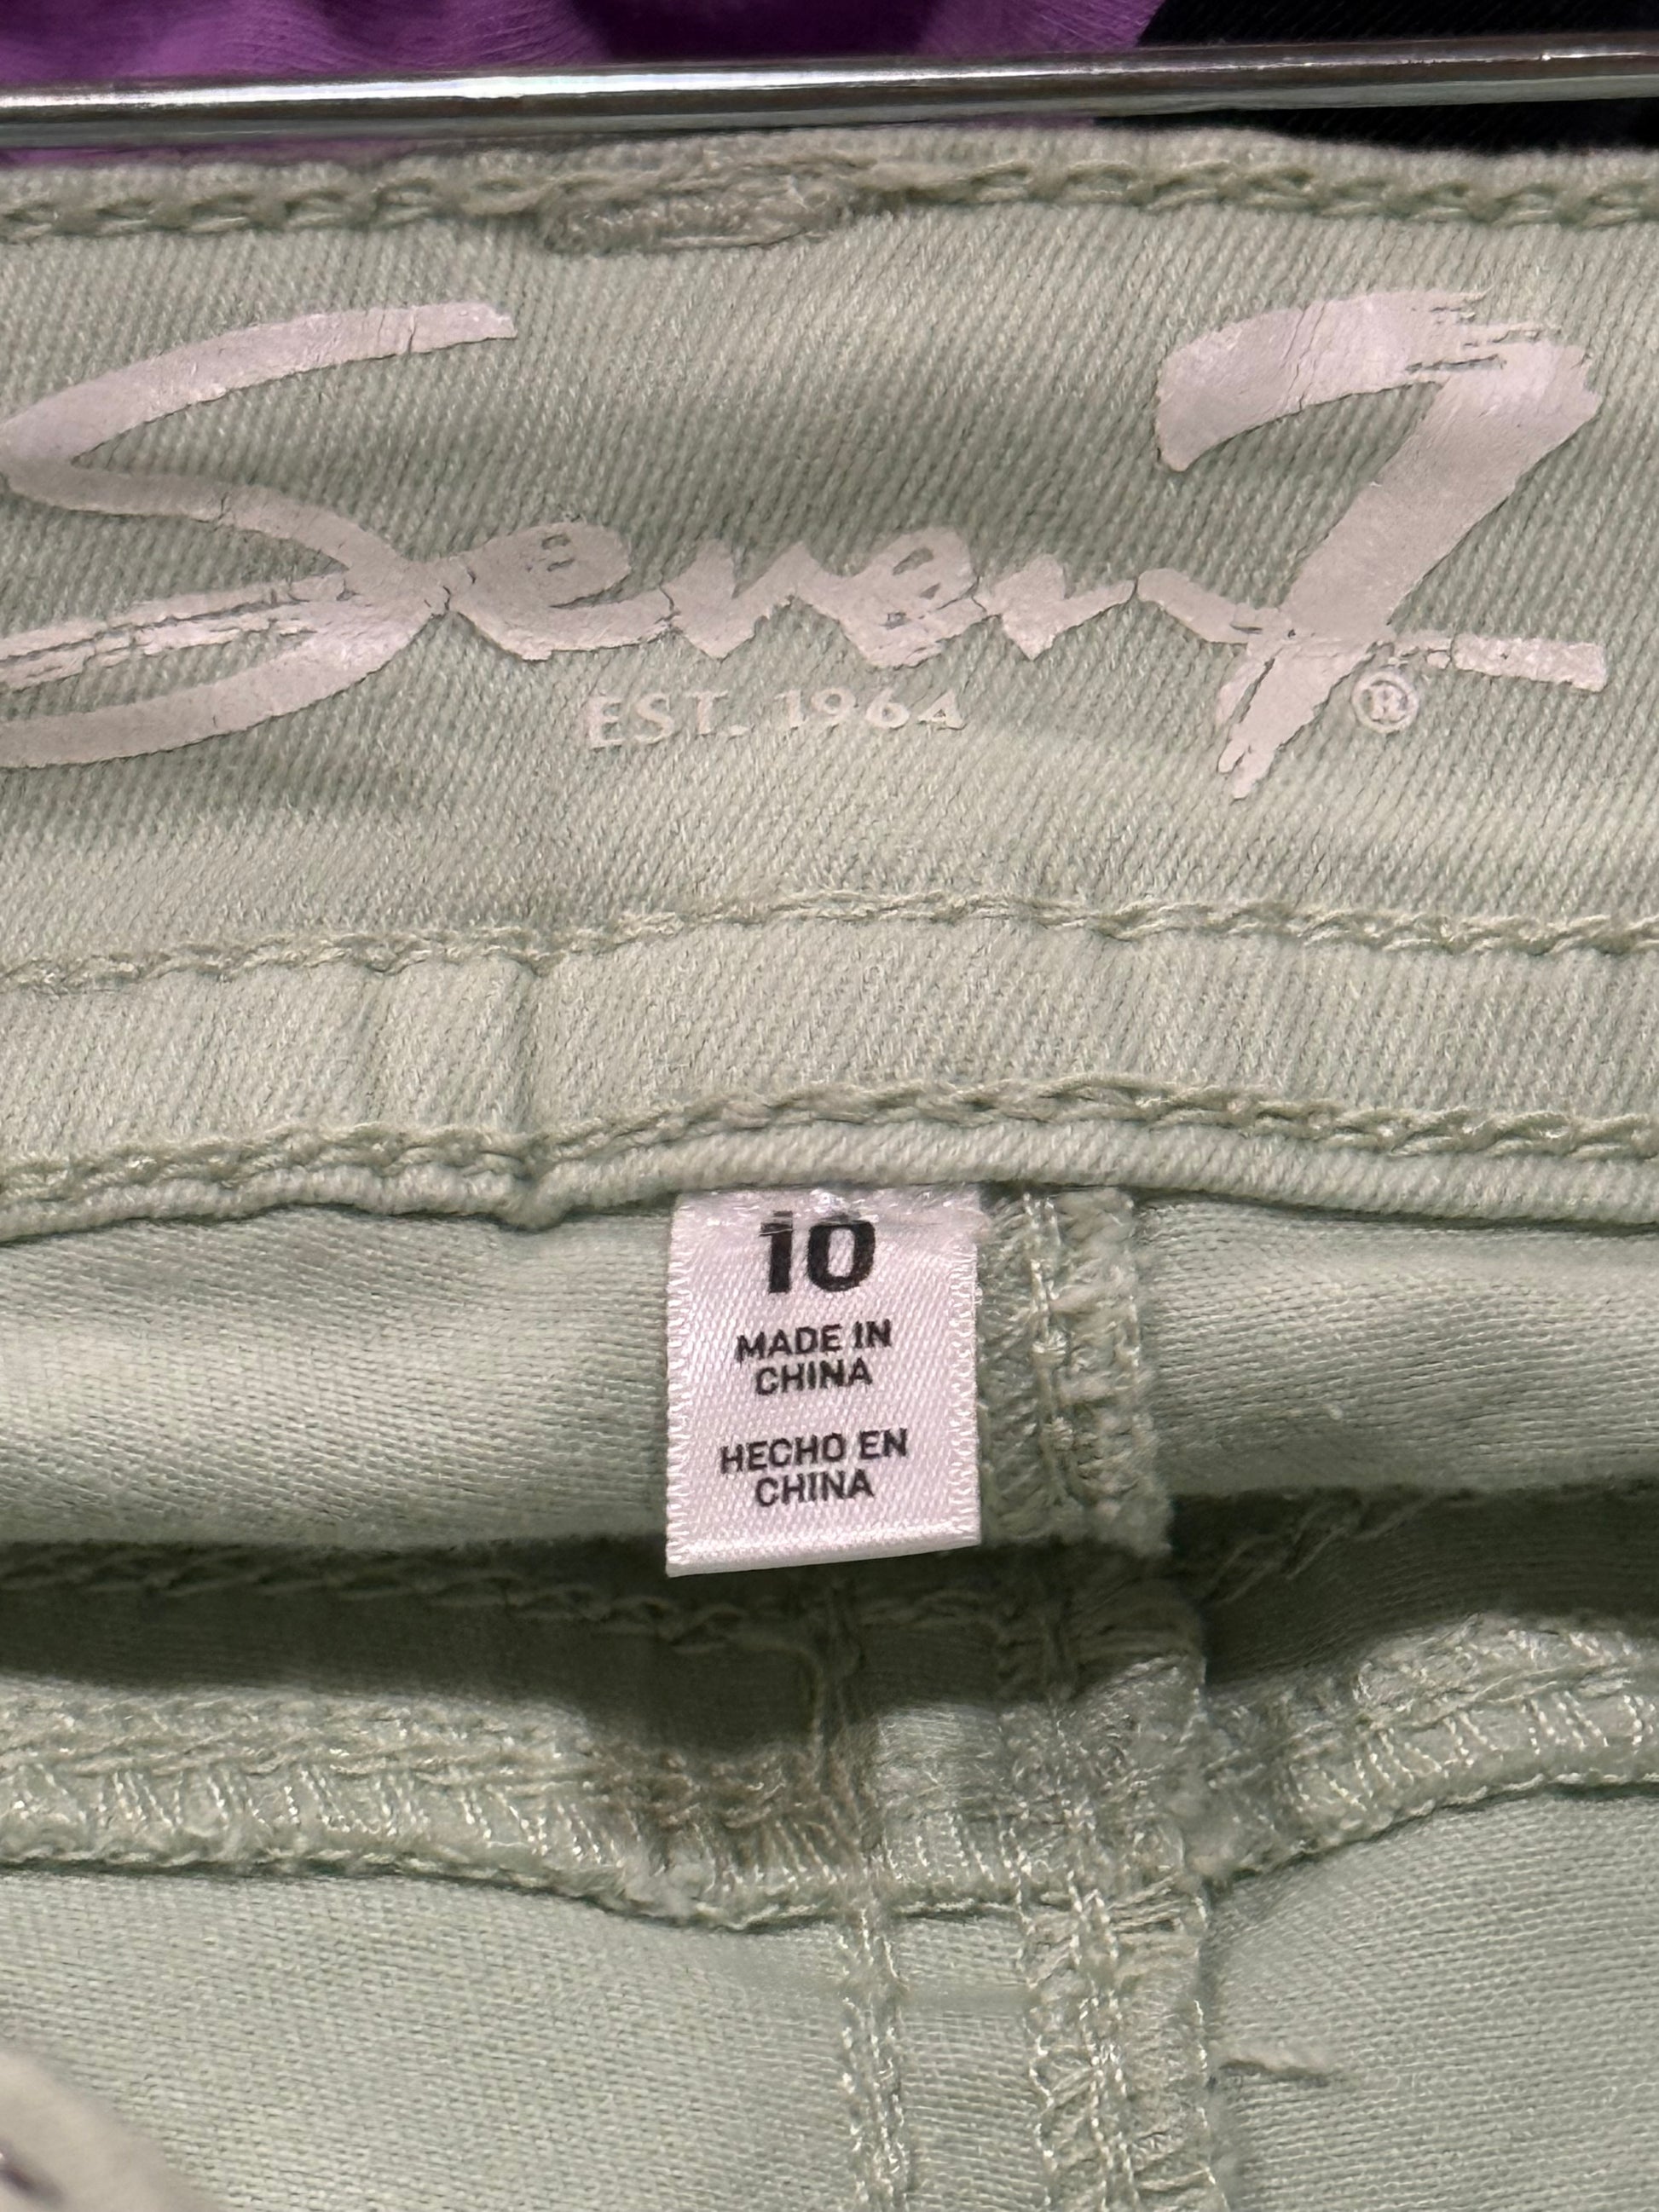 Seven7
EST. 1964 ®
10
MADE IN
CHINA
HECHO EN
CHINA